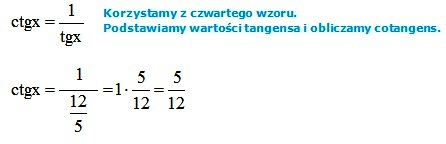 ctgx = 1/tgx
Korzystamy z czwartego wzoru.
Podstawiamy wartości tangensa i obliczamy cotangens.
ctgx = 1/(12/5) = 1 · 5/12 = 5/12